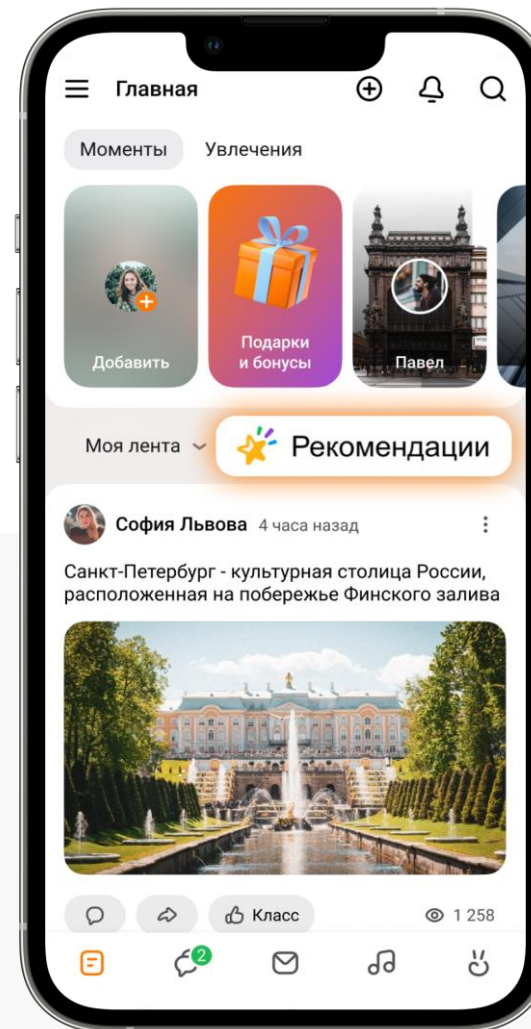 Главная
Моменты Увлечения
Добавить
Подарки
и бонусы
Павел
Моя лента
Рекомендации
София Львова 4 часа назад
Санкт-Петербург - культурная столица России,
расположенная на побережье Финского залива
Класс
1 258
2